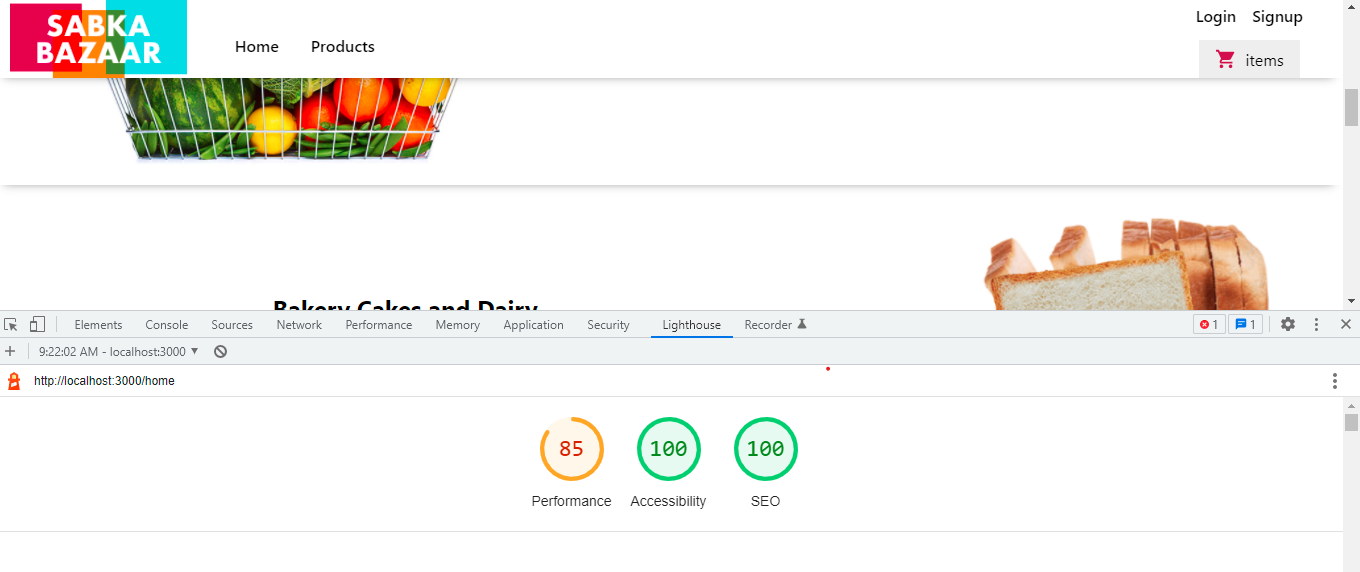 SABKA
BAZAAR
Home Products
Login Signup
items
Bakery Cakes and Dairy
Elements Console Sources Network Performance Memory Application Security Lighthouse Recorder
1 1
9:22:02 AM - localhost:3000
http://localhost:3000/home
85 100 100
Performance Accessibility SEO